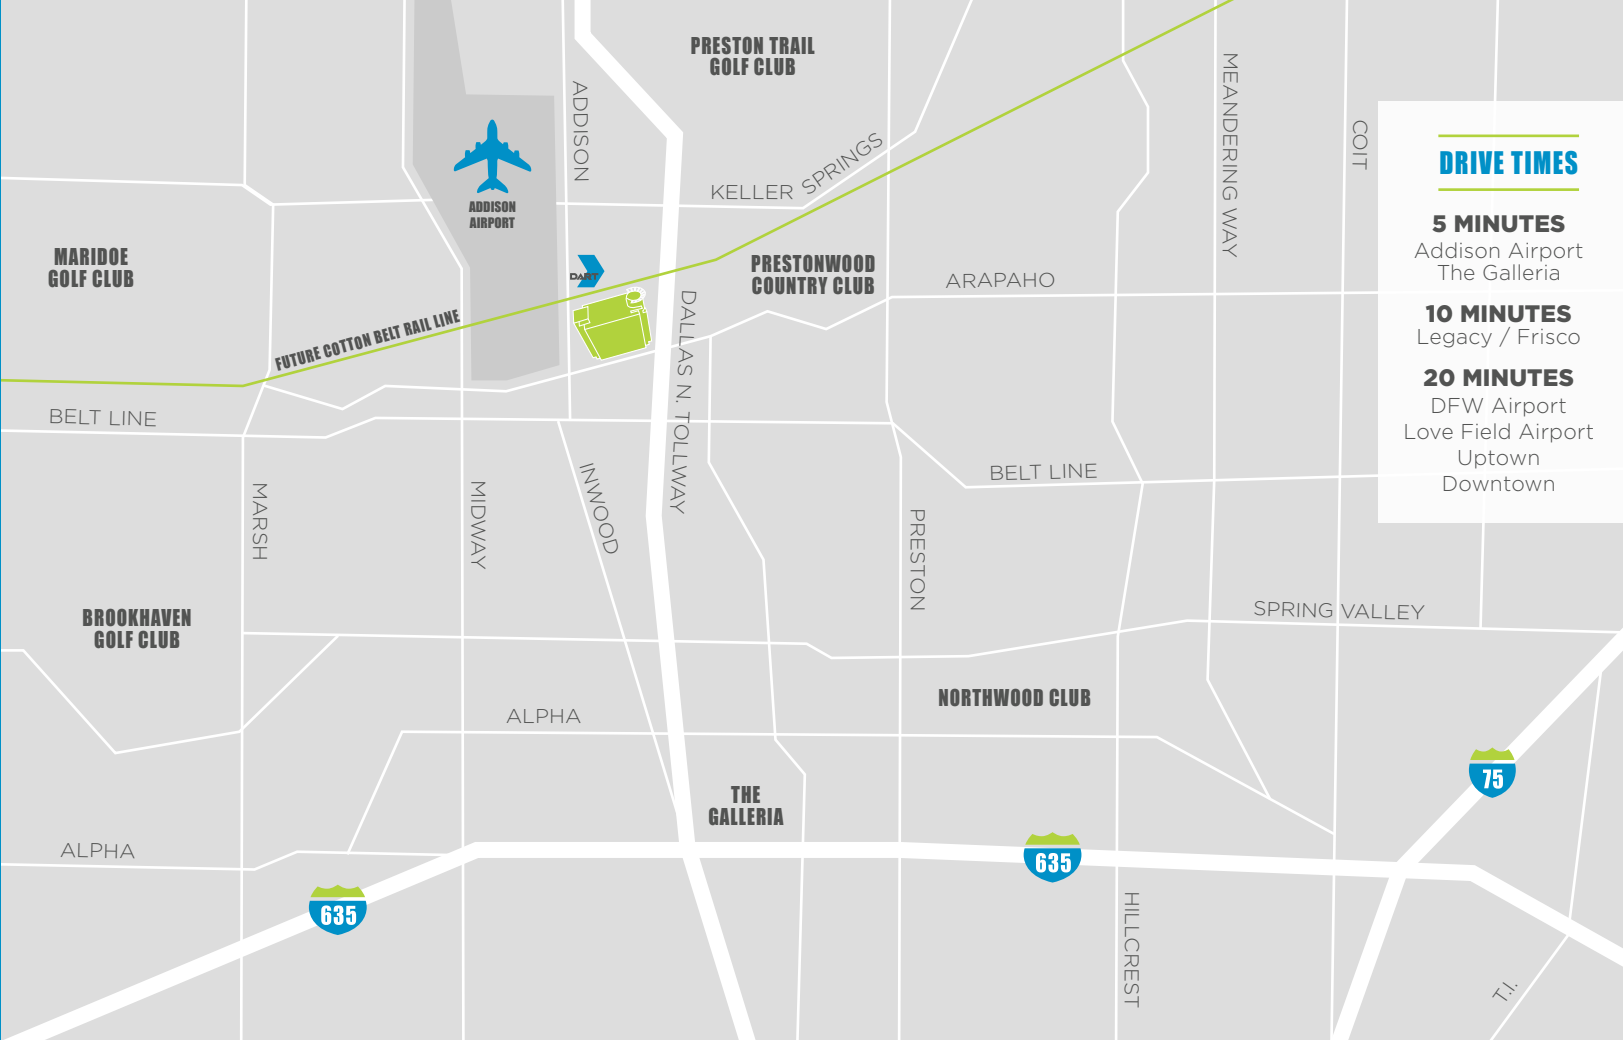 PRESTON TRAIL
GOLF CLUB
ADDISON
MEANDERING WAY
COIT
KELLER SPRINGS
ADDISON
AIRPORT
MARIDOE
GOLF CLUB
DART
PRESTONWOOD
COUNTRY CLUB
ARAPAHO
FUTURE COTTON BELT RAIL LINE
DALLAS N. TOLLWAY
BELT LINE
BELT LINE
MARSH
MIDWAY
INWOOD
PRESTON
BROOKHAVEN
GOLF CLUB
SPRING VALLEY
NORTHWOOD CLUB
ALPHA
THE
GALLERIA
75
ALPHA
635
635
HILLCREST
T.I.
DRIVE TIMES
5 MINUTES
Addison Airport
The Galleria
10 MINUTES
Legacy / Frisco
20 MINUTES
DFW Airport
Love Field Airport
Uptown
Downtown